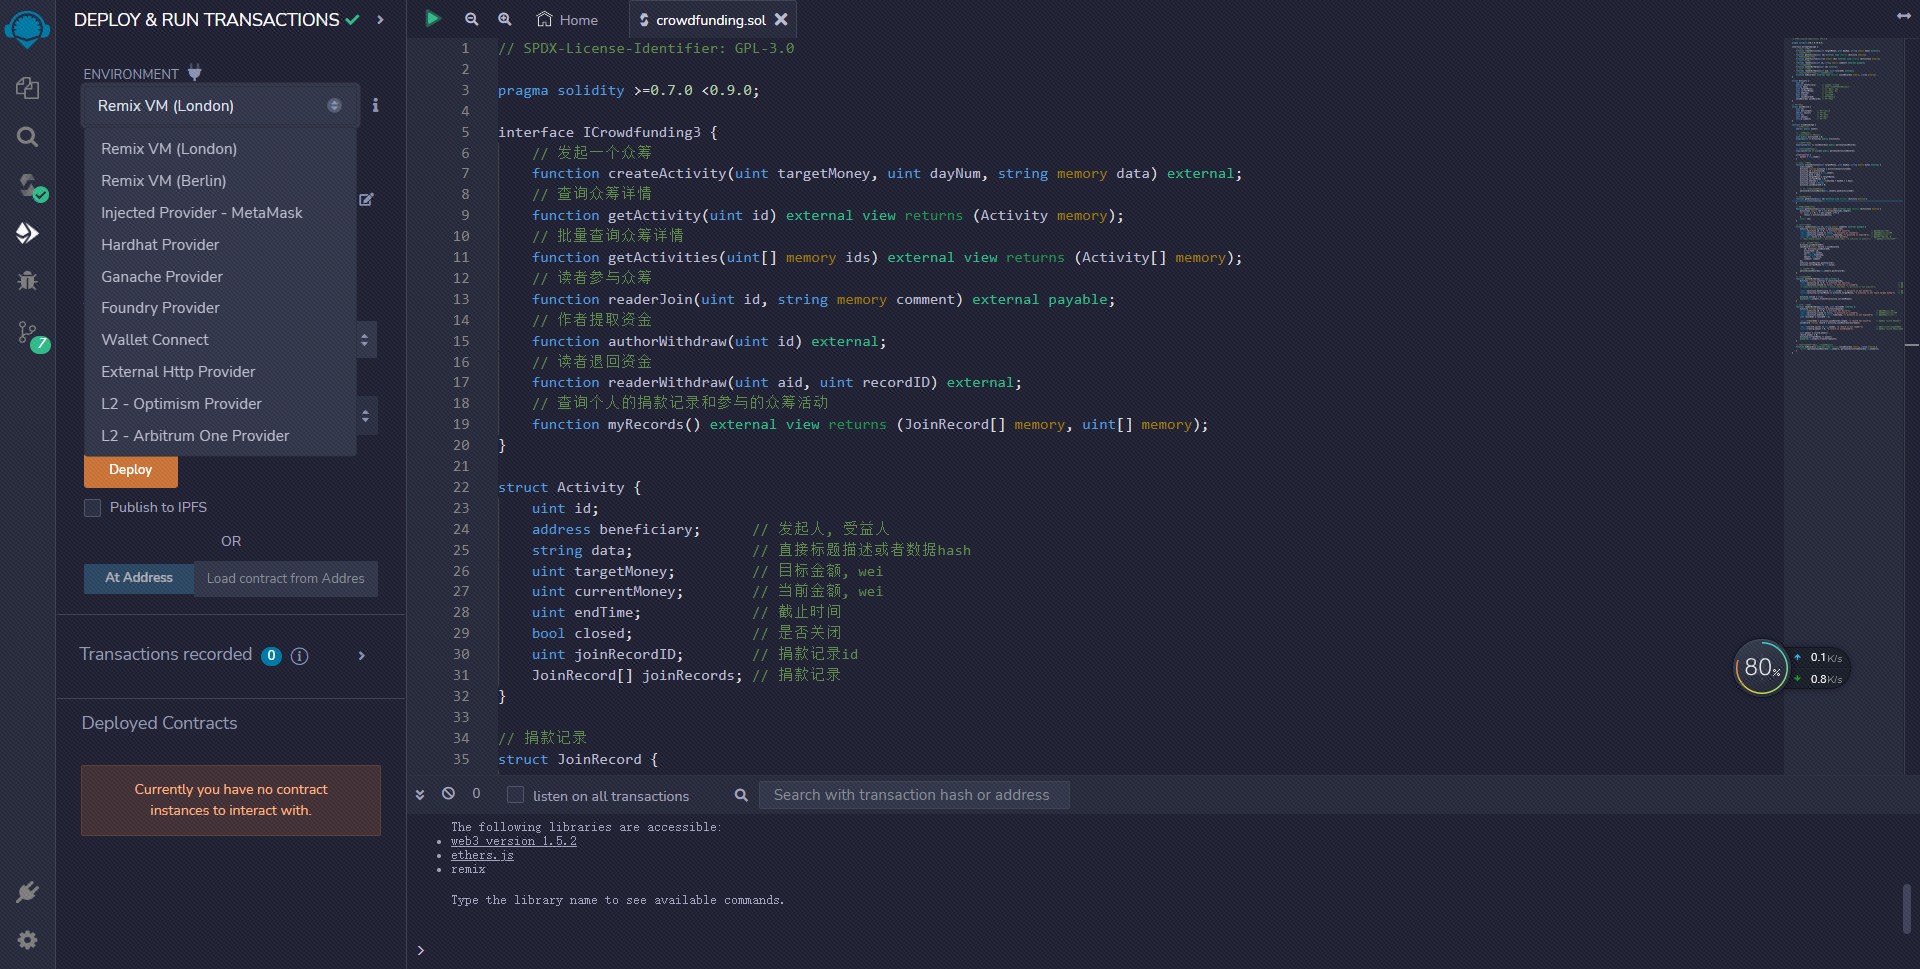 DEPLOY & RUN TRANSACTIONS
ENVIRONMENT
Remix VM (London)
Remix VM (London)
Remix VM (Berlin)
Injected Provider - MetaMask
Hardhat Provider
Ganache Provider
Foundry Provider
Wallet Connect
External Http Provider
L2 - Optimism Provider
L2 - Arbitrum One Provider
Deploy
Publish to IPFS
OR
At Address
Load contract from Addres
Transactions recorded 0
Deployed Contracts
Currently you have no contract
instances to interact with.
7
Home
crowdfunding.sol
1 // SPDX-License-Identifier: GPL-3.0
2
3 pragma solidity >=0.7.0 <0.9.0;
4
5 interface ICrowdfunding3 {
6 // 发起一个众筹
7 function createActivity(uint targetMoney, uint dayNum, string memory data) external;
8 // 查询众筹详情
9 function getActivity(uint id) external view returns (Activity memory);
10 // 批量查询众筹详情
11 function getActivities(uint[] memory ids) external view returns (Activity[] memory);
12 // 读者参与众筹
13 function readerJoin(uint id, string memory comment) external payable;
14 // 作者提取资金
15 function authorWithdraw(uint id) external;
16 // 读者退回资金
17 function readerWithdraw(uint aid, uint recordID) external;
18 // 查询个人的捐款记录和参与的众筹活动
19 function myRecords() external view returns (JoinRecord[] memory, uint[] memory);
20 }
21
22 struct Activity {
23 uint id;
24 address beneficiary; // 发起人, 受益人
25 string data; // 直接标题描述或者数据hash
26 uint targetMoney; // 目标金额, wei
27 uint currentMoney; // 当前金额, wei
28 uint endTime; // 截止时间
29 bool closed; // 是否关闭
30 uint joinRecordID; // 捐款记录id
31 JoinRecord[] joinRecords; // 捐款记录
32 }
33
34 // 捐款记录
35 struct JoinRecord {
80%
0.1K/s
0.8K/s
0
listen on all transactions
Search with transaction hash or address
The following libraries are accessible:
• web3 version 1.5.2
• ethers.js
• remix
Type the library name to see available commands.
>